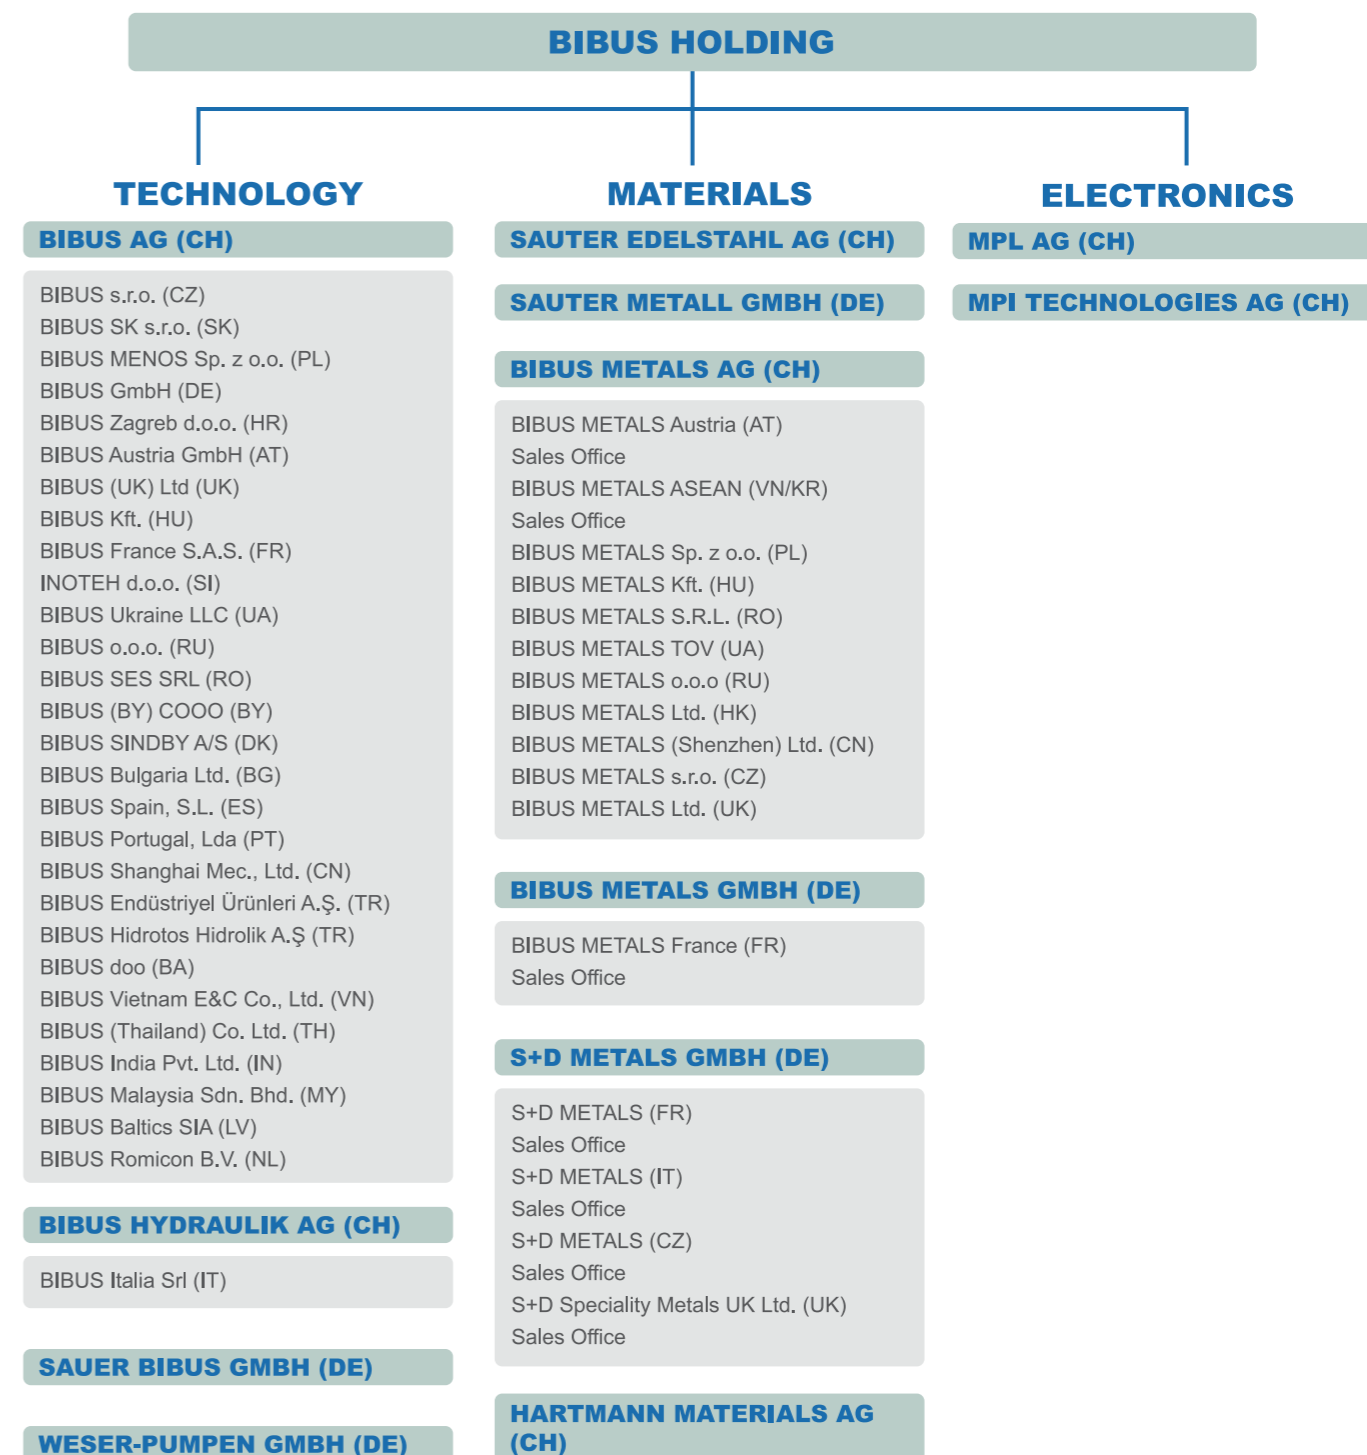 BIBUS HOLDING
TECHNOLOGY
BIBUS AG (CH)
BIBUS s.r.o. (CZ)
BIBUS SK s.r.o. (SK)
BIBUS MENOS Sp. z o.o. (PL)
BIBUS GmbH (DE)
BIBUS Zagreb d.o.o. (HR)
BIBUS Austria GmbH (AT)
BIBUS (UK) Ltd (UK)
BIBUS Kft. (HU)
BIBUS France S.A.S. (FR)
INOTEH d.o.o. (SI)
BIBUS Ukraine LLC (UA)
BIBUS o.o.o. (RU)
BIBUS SES SRL (RO)
BIBUS (BY) COOO (BY)
BIBUS SINDBY A/S (DK)
BIBUS Bulgaria Ltd. (BG)
BIBUS Spain, S.L. (ES)
BIBUS Portugal, Lda (PT)
BIBUS Shanghai Mec., Ltd. (CN)
BIBUS Endüstriyel Ürünleri A.Ş. (TR)
BIBUS Hidrotos Hidrolik A.Ş (TR)
BIBUS doo (BA)
BIBUS Vietnam E&C Co., Ltd. (VN)
BIBUS (Thailand) Co. Ltd. (TH)
BIBUS India Pvt. Ltd. (IN)
BIBUS Malaysia Sdn. Bhd. (MY)
BIBUS Baltics SIA (LV)
BIBUS Romicon B.V. (NL)
BIBUS HYDRAULIK AG (CH)
BIBUS Italia Srl (IT)
SAUER BIBUS GMBH (DE)
WESER-PUMPEN GMBH (DE)
MATERIALS
SAUTER EDELSTAHL AG (CH)
SAUTER METALL GMBH (DE)
BIBUS METALS AG (CH)
BIBUS METALS Austria (AT)
Sales Office
BIBUS METALS ASEAN (VN/KR)
Sales Office
BIBUS METALS Sp. z o.o. (PL)
BIBUS METALS Kft. (HU)
BIBUS METALS S.R.L. (RO)
BIBUS METALS TOV (UA)
BIBUS METALS o.o.o (RU)
BIBUS METALS Ltd. (HK)
BIBUS METALS (Shenzhen) Ltd. (CN)
BIBUS METALS s.r.o. (CZ)
BIBUS METALS Ltd. (UK)
BIBUS METALS GMBH (DE)
BIBUS METALS France (FR)
Sales Office
S+D METALS GMBH (DE)
S+D METALS (FR)
Sales Office
S+D METALS (IT)
Sales Office
S+D METALS (CZ)
Sales Office
S+D Speciality Metals UK Ltd. (UK)
Sales Office
HARTMANN MATERIALS AG
(CH)
ELECTRONICS
MPL AG (CH)
MPI TECHNOLOGIES AG (CH)